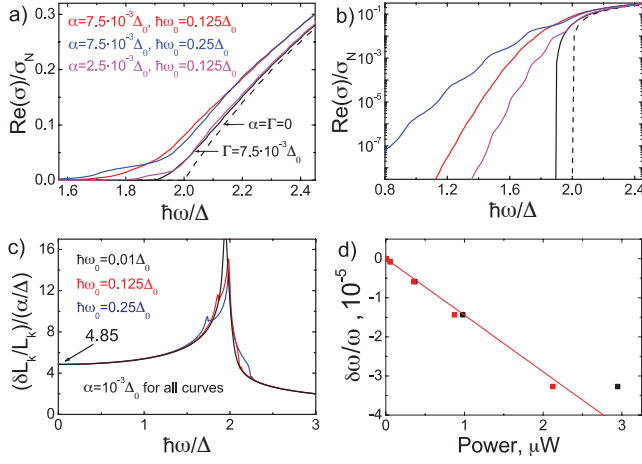 a)
α=7.5·10⁻³Δ₀, ħω₀=0.125Δ₀
α=7.5·10⁻³Δ₀, ħω₀=0.25Δ₀
α=2.5·10⁻³Δ₀, ħω₀=0.125Δ₀
α=Γ=0
Γ=7.5·10⁻³Δ₀
Re(σ)/σ_N
0.3
0.2
0.1
0.0
1.6 1.8 2.0 2.2 2.4
ħω/Δ
b)
Re(σ)/σ_N
10⁻¹
10⁻³
10⁻⁵
10⁻⁷
0.8 1.2 1.6 2.0 2.4
ħω/Δ
c)
ħω₀=0.01Δ₀
ħω₀=0.125Δ₀
ħω₀=0.25Δ₀
4.85
α=10⁻³Δ₀ for all curves
(δL_k/L_k)/(α/Δ)
16
12
8
4
0
0 1 2 3
ħω/Δ
d)
δω/ω, 10⁻⁵
0
-1
-2
-3
-4
0 1 2 3
Power, μW